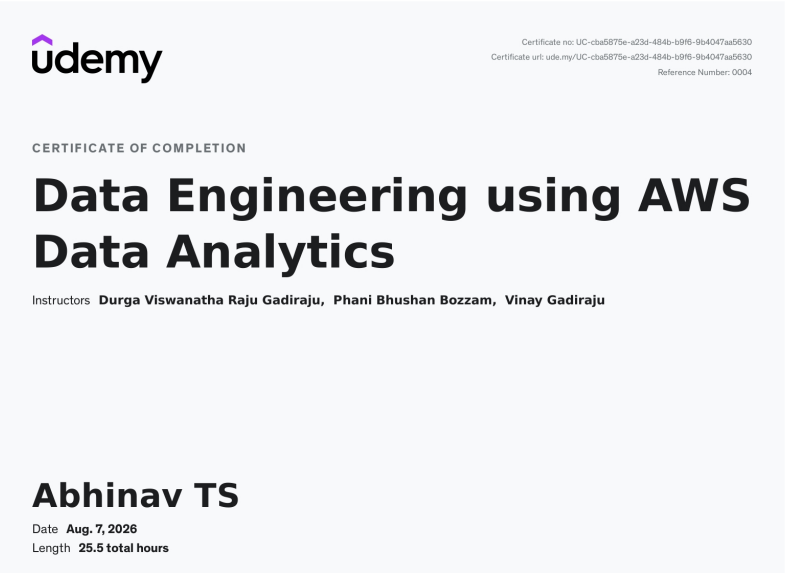 udemy
Certificate no: UC-cba5875e-a23d-484b-b9f6-9b4047aa5630
Certificate url: ude.my/UC-cba5875e-a23d-484b-b9f6-9b4047aa5630
Reference Number: 0004
CERTIFICATE OF COMPLETION
Data Engineering using AWS
Data Analytics
Instructors Durga Viswanatha Raju Gadiraju, Phani Bhushan Bozzam, Vinay Gadiraju
Abhinav TS
Date Aug. 7, 2026
Length 25.5 total hours